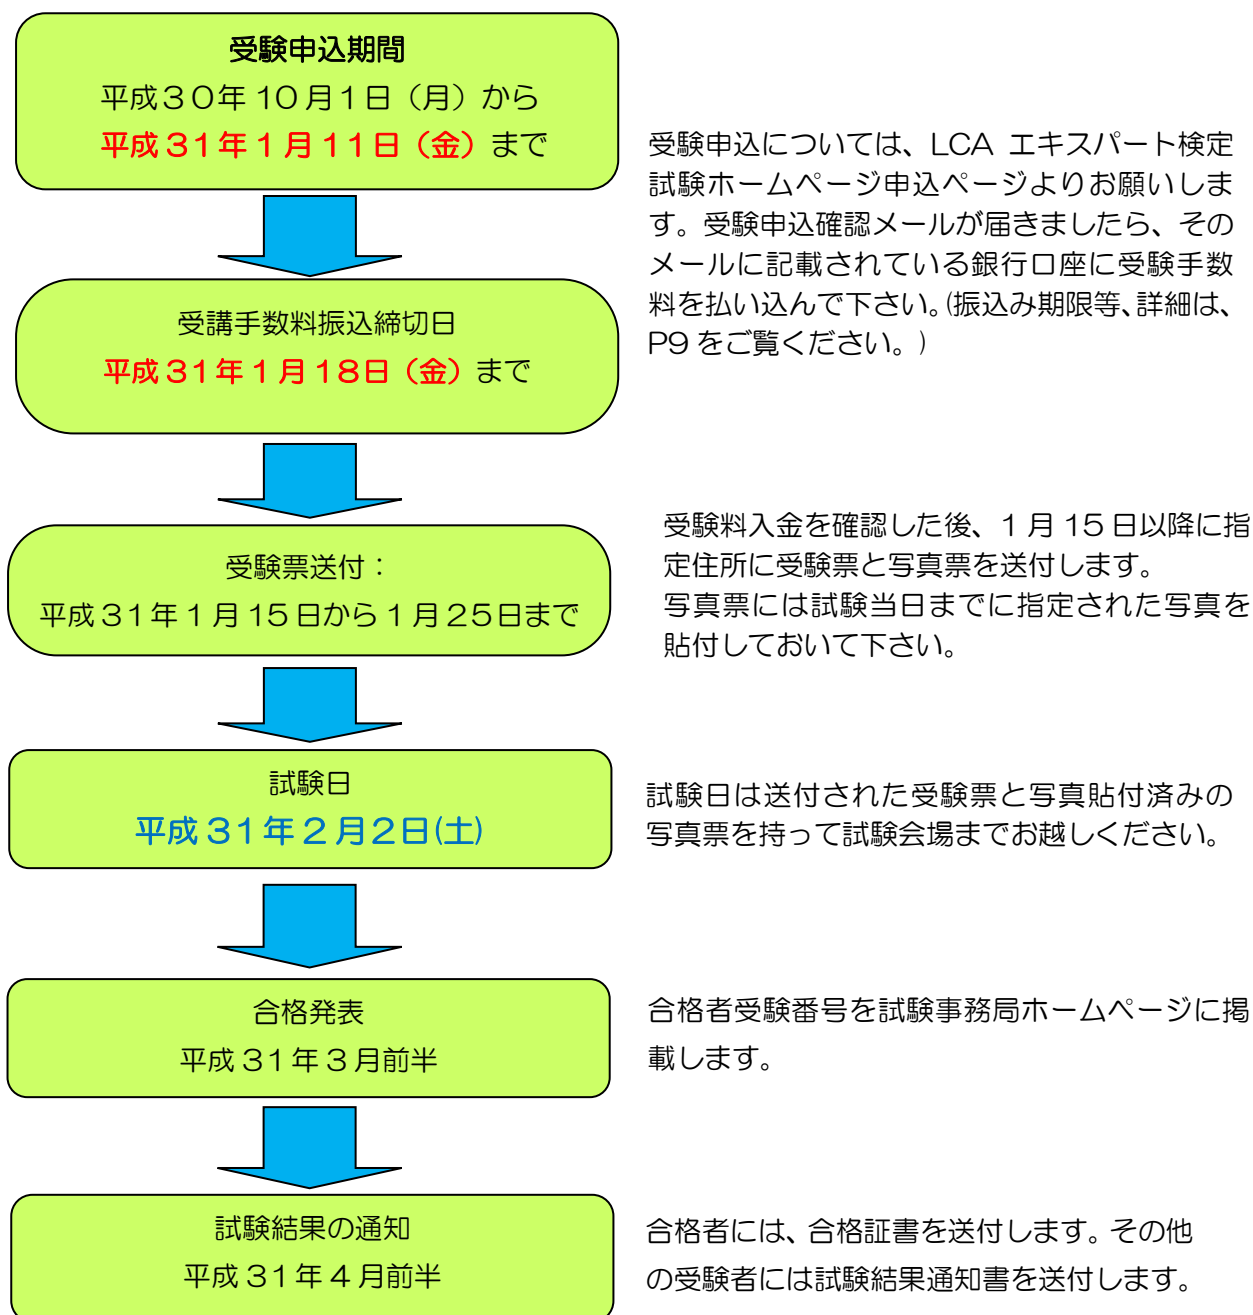 受験申込期間
平成30年10月1日（月）から
平成31年1月11日（金）まで
受験申込については、LCA エキスパート検定
試験ホームページ申込ページよりお願いしま
す。受験申込確認メールが届きましたら、その
メールに記載されている銀行口座に受験手数
料を払い込んで下さい。(振込み期限等、詳細は、
P9 をご覧ください。)
受講手数料振込締切日
平成31年1月18日（金）まで
受験票送付：
平成31年1月15日から1月25日まで
受験料入金を確認した後、1月15日以降に指
定住所に受験票と写真票を送付します。
写真票には試験当日までに指定された写真を
貼付しておいて下さい。
試験日
平成31年2月2日(土)
試験日は送付された受験票と写真貼付済みの
写真票を持って試験会場までお越しください。
合格発表
平成31年3月前半
合格者受験番号を試験事務局ホームページに掲
載します。
試験結果の通知
平成31年4月前半
合格者には、合格証書を送付します。その他
の受験者には試験結果通知書を送付します。